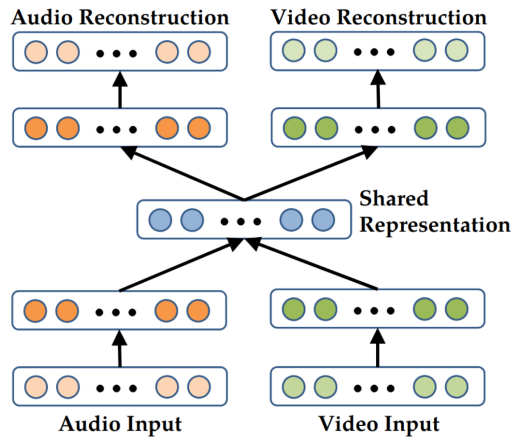 Audio Reconstruction
Video Reconstruction
Shared
Representation
Audio Input
Video Input